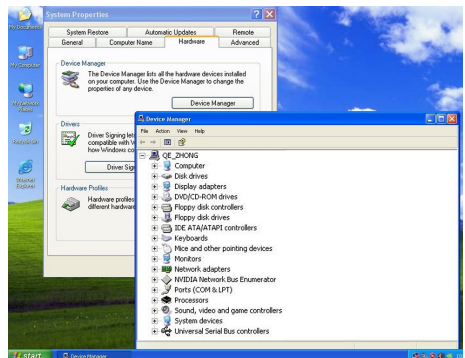 My Documents
My Computer
My Network
Places
Recycle Bin
Internet
Explorer
System Properties
System Restore
Automatic Updates
Remote
General
Computer Name
Hardware
Advanced
Device Manager
The Device Manager lists all the hardware devices installed
on your computer. Use the Device Manager to change the
properties of any device.
Device Manager
Drivers
Driver Signing lets
compatible with W
how Windows co
Driver Sig
Hardware Profiles
Hardware profiles
different hardware
Device Manager
File Action View Help
QE_ZHONG
Computer
Disk drives
Display adapters
DVD/CD-ROM drives
Floppy disk controllers
Floppy disk drives
IDE ATA/ATAPI controllers
Keyboards
Mice and other pointing devices
Monitors
Network adapters
NVIDIA Network Bus Enumerator
Ports (COM & LPT)
Processors
Sound, video and game controllers
System devices
Universal Serial Bus controllers
start
Device Manager